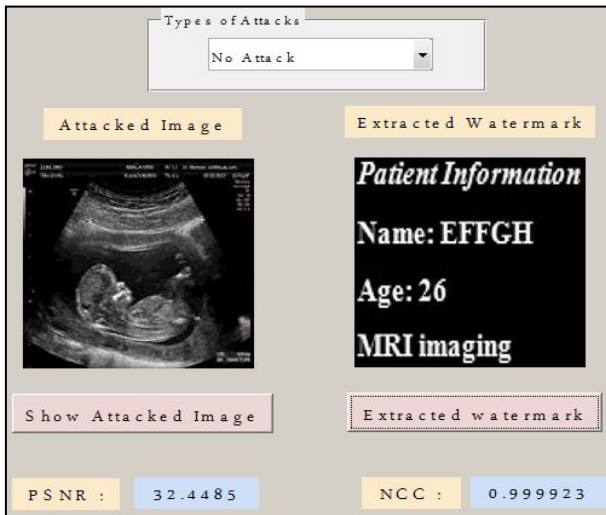 Types of Attacks
No Attack
Attacked Image
Extracted Watermark
Patient Information
Name: EFFGH
Age: 26
MRI imaging
Show Attacked Image
Extracted watermark
PSNR :
32.4485
NCC :
0.999923